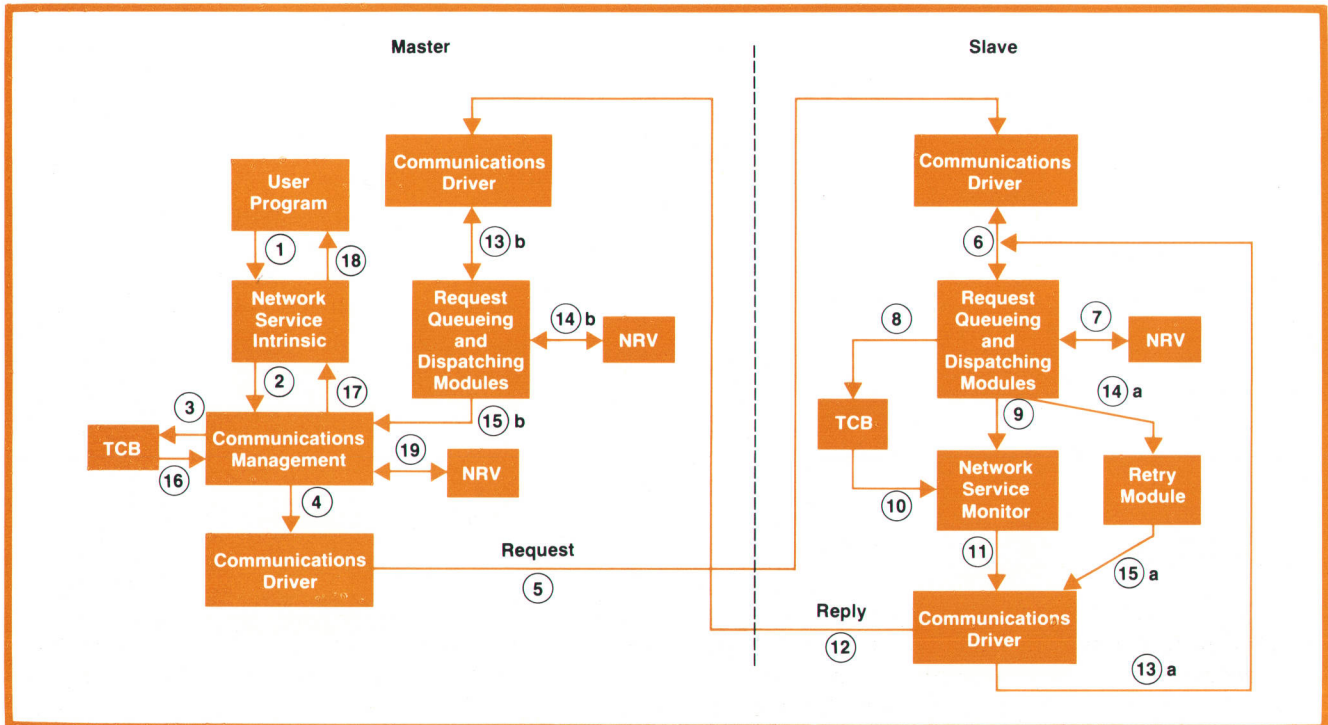 Master
Slave
User
Program
1
18
Network
Service
Intrinsic
2
17
3
TCB
16
Communications
Management
19
NRV
4
Communications
Driver
Request
5
Communications
Driver
13 b
Request
Queueing
and
Dispatching
Modules
14 b
NRV
15 b
Communications
Driver
6
Request
Queueing
and
Dispatching
Modules
7
NRV
8
TCB
9
14 a
10
Network
Service
Monitor
Retry
Module
11
15 a
Reply
12
Communications
Driver
13 a